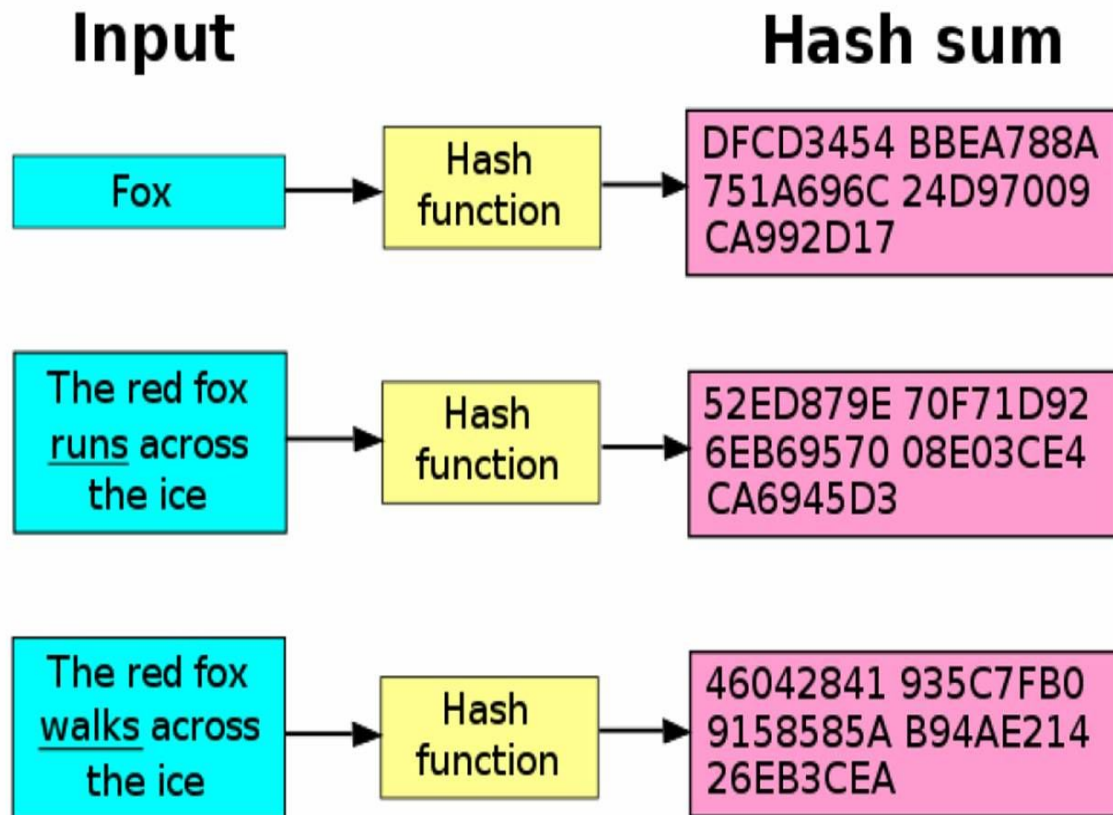 Input
Hash sum
Fox
Hash
function
DFCD3454 BBEA788A
751A696C 24D97009
CA992D17
The red fox
runs across
the ice
Hash
function
52ED879E 70F71D92
6EB69570 08E03CE4
CA6945D3
The red fox
walks across
the ice
Hash
function
46042841 935C7FB0
9158585A B94AE214
26EB3CEA